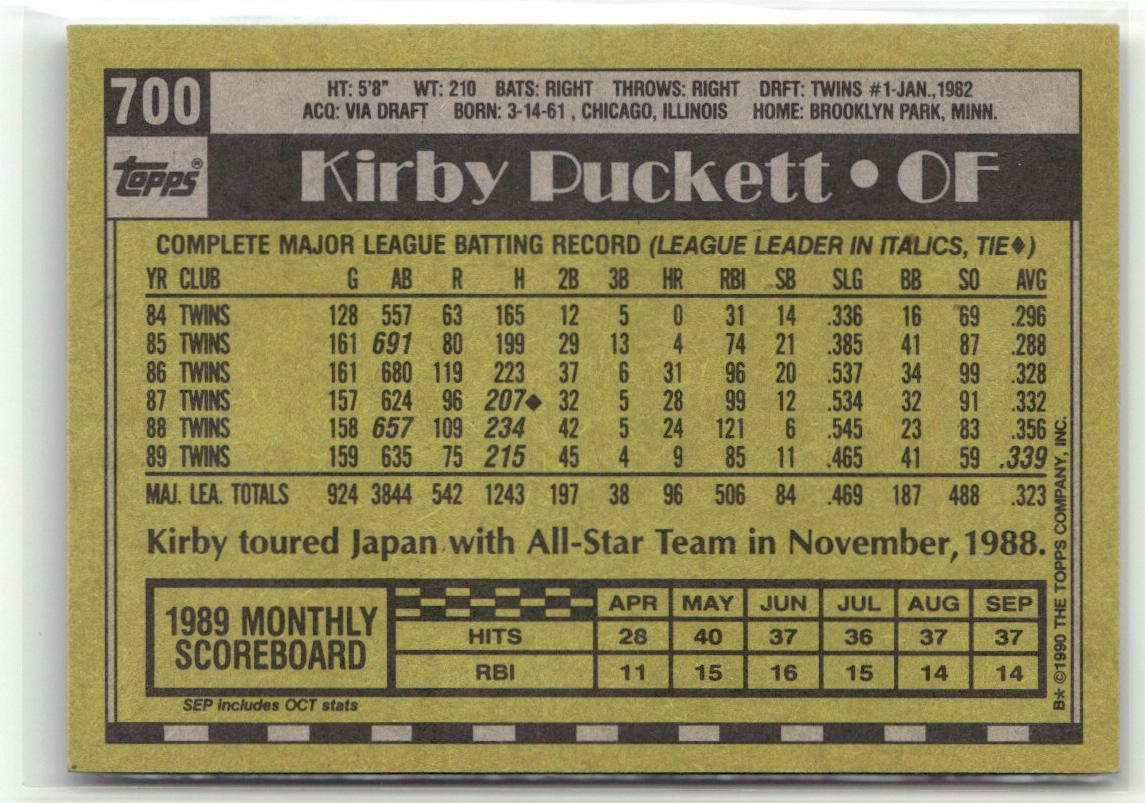 700
HT: 5'8" WT: 210 BATS: RIGHT THROWS: RIGHT DRFT: TWINS #1-JAN.,1982
ACQ: VIA DRAFT BORN: 3-14-61 , CHICAGO, ILLINOIS HOME: BROOKLYN PARK, MINN.
topps®
Kirby Puckett • OF
COMPLETE MAJOR LEAGUE BATTING RECORD (LEAGUE LEADER IN ITALICS, TIE♦)
YR CLUB G AB R H 2B 3B HR RBI SB SLG BB SO AVG
84 TWINS 128 557 63 165 12 5 0 31 14 .336 16 69 .296
85 TWINS 161 691 80 199 29 13 4 74 21 .385 41 87 .288
86 TWINS 161 680 119 223 37 6 31 96 20 .537 34 99 .328
87 TWINS 157 624 96 207♦ 32 5 28 99 12 .534 32 91 .332
88 TWINS 158 657 109 234 42 5 24 121 6 .545 23 83 .356
89 TWINS 159 635 75 215 45 4 9 85 11 .465 41 59 .339
MAJ. LEA. TOTALS 924 3844 542 1243 197 38 96 506 84 .469 187 488 .323
Kirby toured Japan with All-Star Team in November, 1988.
1989 MONTHLY
SCOREBOARD
APR MAY JUN JUL AUG SEP
HITS 28 40 37 36 37 37
RBI 11 15 16 15 14 14
SEP includes OCT stats
B* ©1990 THE TOPPS COMPANY, INC.